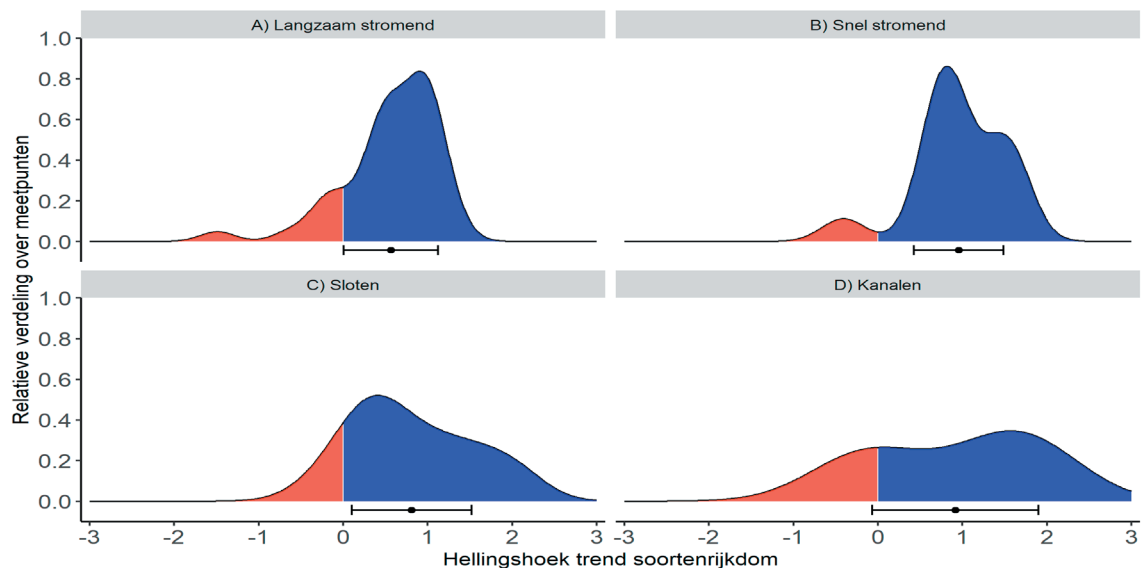 A) Langzaam stromend
B) Snel stromend
1.0
0.8
0.6
0.4
0.2
0.0
C) Sloten
D) Kanalen
1.0
0.8
0.6
0.4
0.2
0.0
-3 -2 -1 0 1 2 3
-3 -2 -1 0 1 2 3
Relatieve verdeling over meetpunten
Hellingshoek trend soortenrijkdom